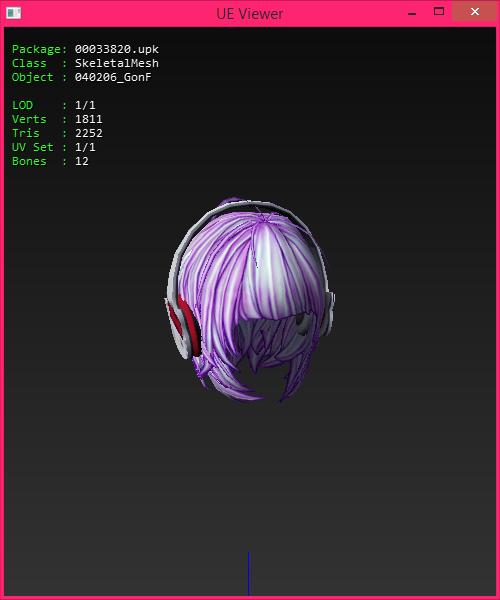 UE Viewer
Package: 00033820.upk
Class  : SkeletalMesh
Object : 040206_GonF
LOD    : 1/1
Verts  : 1811
Tris   : 2252
UV Set : 1/1
Bones  : 12